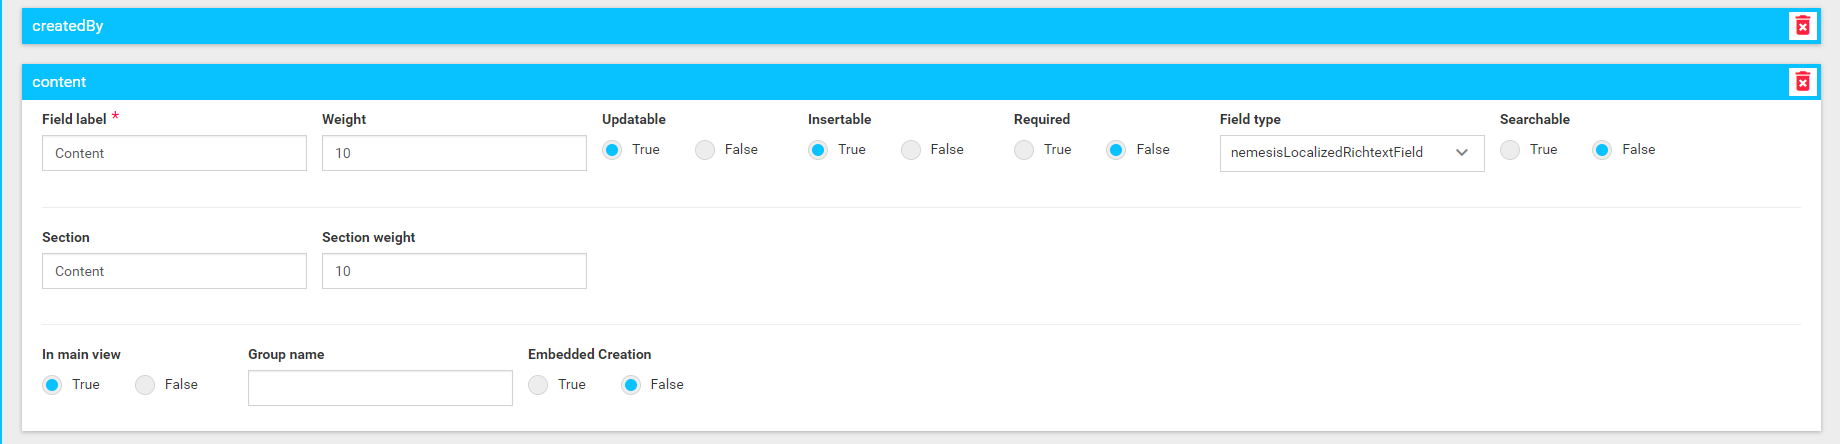 createdBy
content
Field label * Weight Updatable Insertable Required Field type Searchable
Content 10 True False True False True False nemesisLocalizedRichtextField True False
Section Section weight
Content 10
In main view Group name Embedded Creation
True False True False